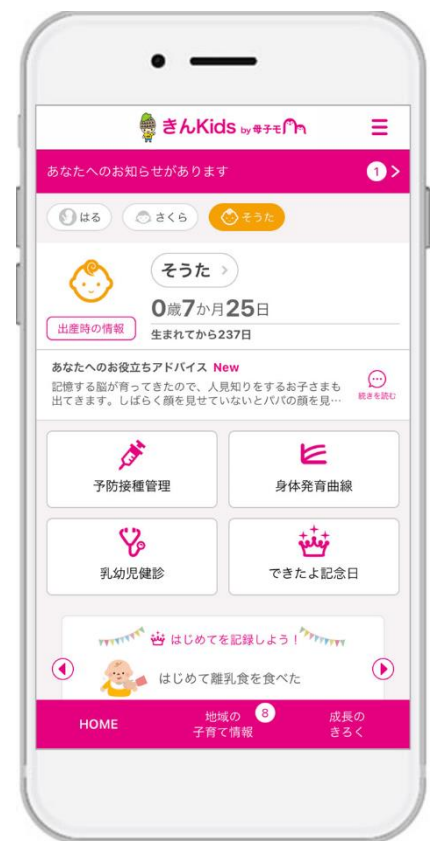 きんKids by 母子モ
あなたへのお知らせがあります 1
はる さくら そうた
そうた
0歳7か月25日
出産時の情報
生まれてから237日
あなたへのお役立ちアドバイス New
記憶する脳が育ってきたので、人見知りをするお子さまも
出てきます。しばらく顔を見せていないとパパの顔を見…
続きを読む
予防接種管理
身体発育曲線
乳幼児健診
できたよ記念日
はじめてを記録しよう！
はじめて離乳食を食べた
HOME
地域の
子育て情報
8
成長の
きろく